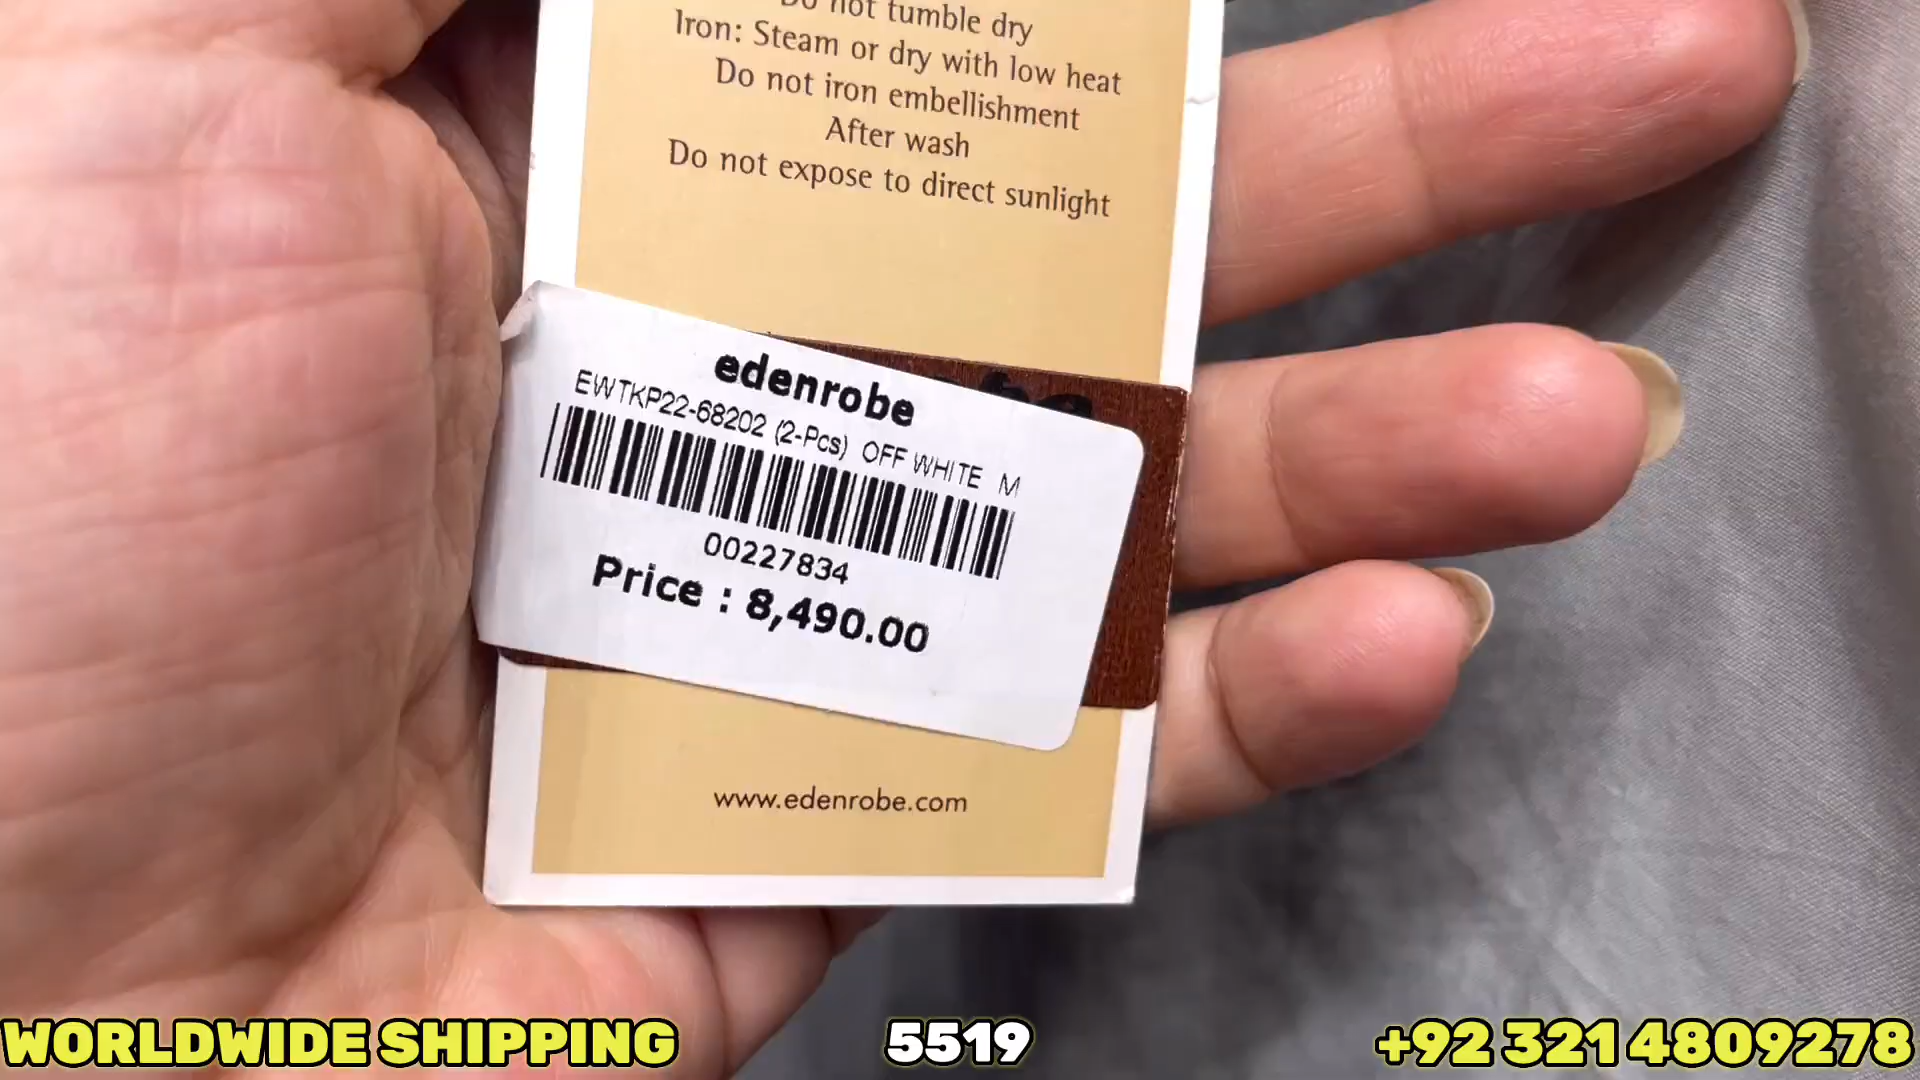 Do not tumble dry
Iron: Steam or dry with low heat
Do not iron embellishment
After wash
Do not expose to direct sunlight
edenrobe
EWTKP22-68202 (2-Pcs) OFF WHITE M
00227834
Price : 8,490.00
www.edenrobe.com
WORLDWIDE SHIPPING
5519
+92 321 4809278